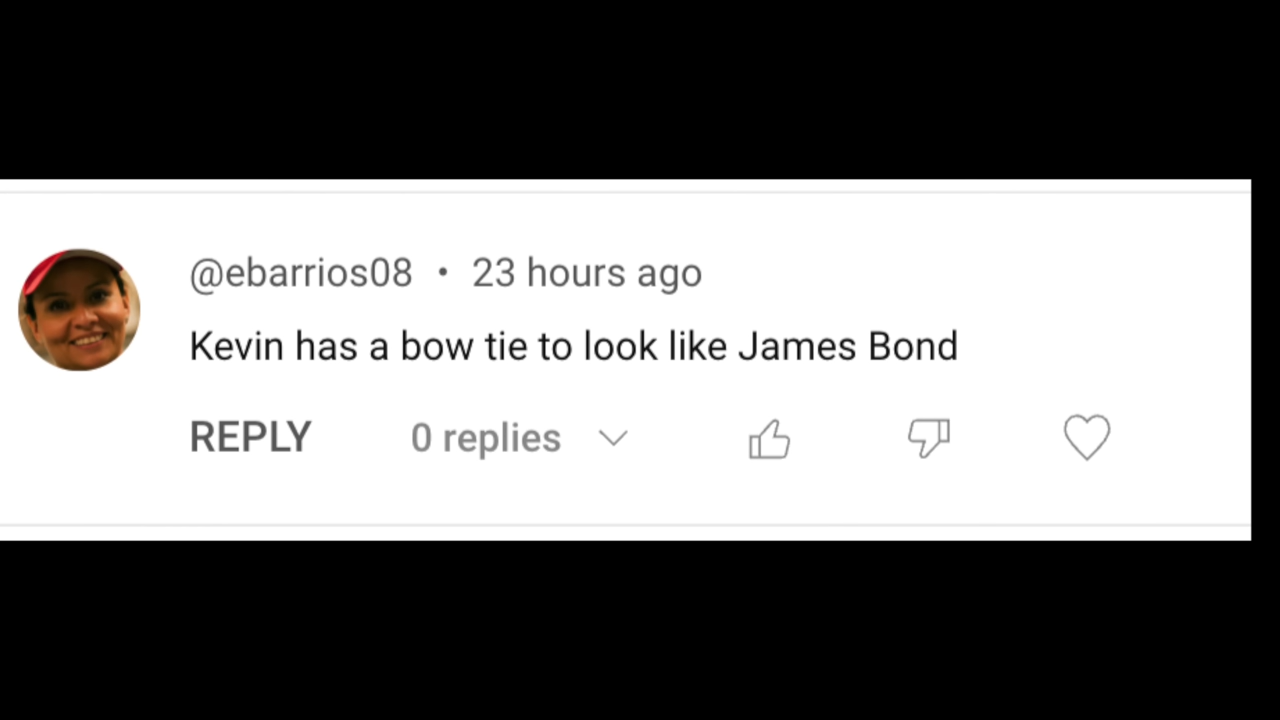 @ebarrios08 • 23 hours ago
Kevin has a bow tie to look like James Bond
REPLY 0 replies